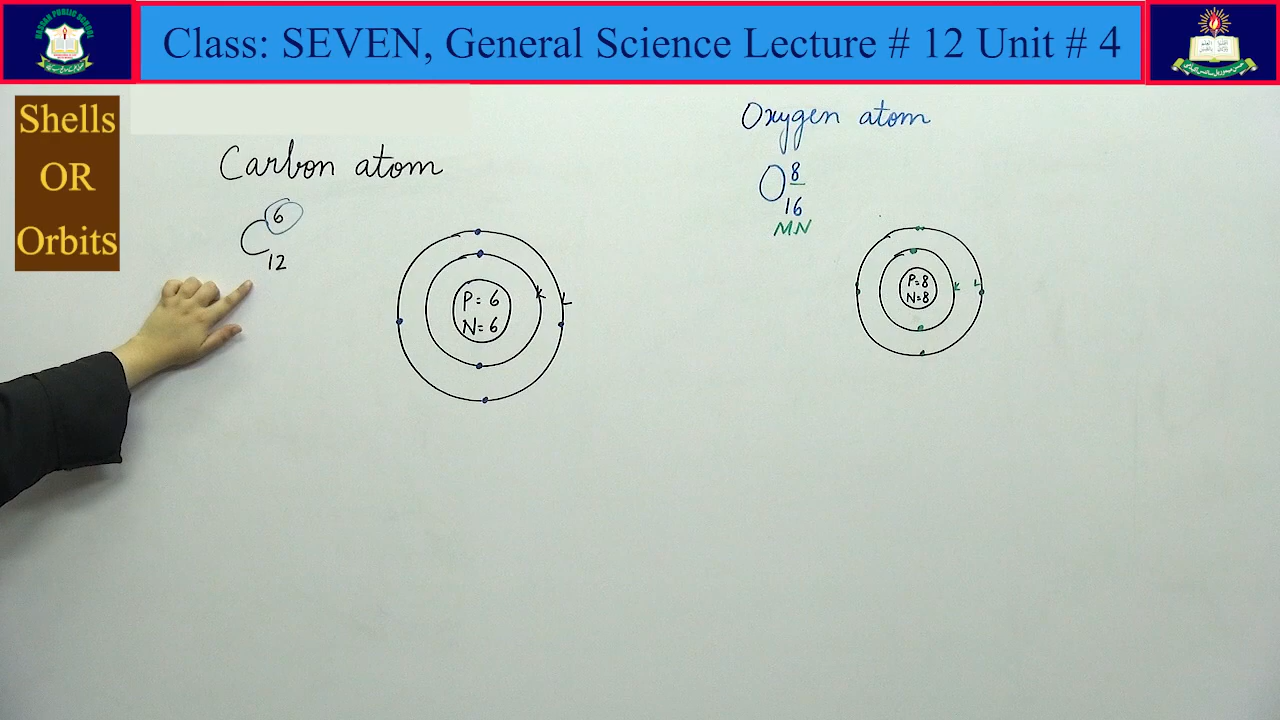 Class: SEVEN, General Science Lecture # 12 Unit # 4
Shells
OR
Orbits
Carbon atom
C 6
12
P = 6
N = 6
K
L
Oxygen atom
O 8
16
M.N
P=8
N=8
K
L